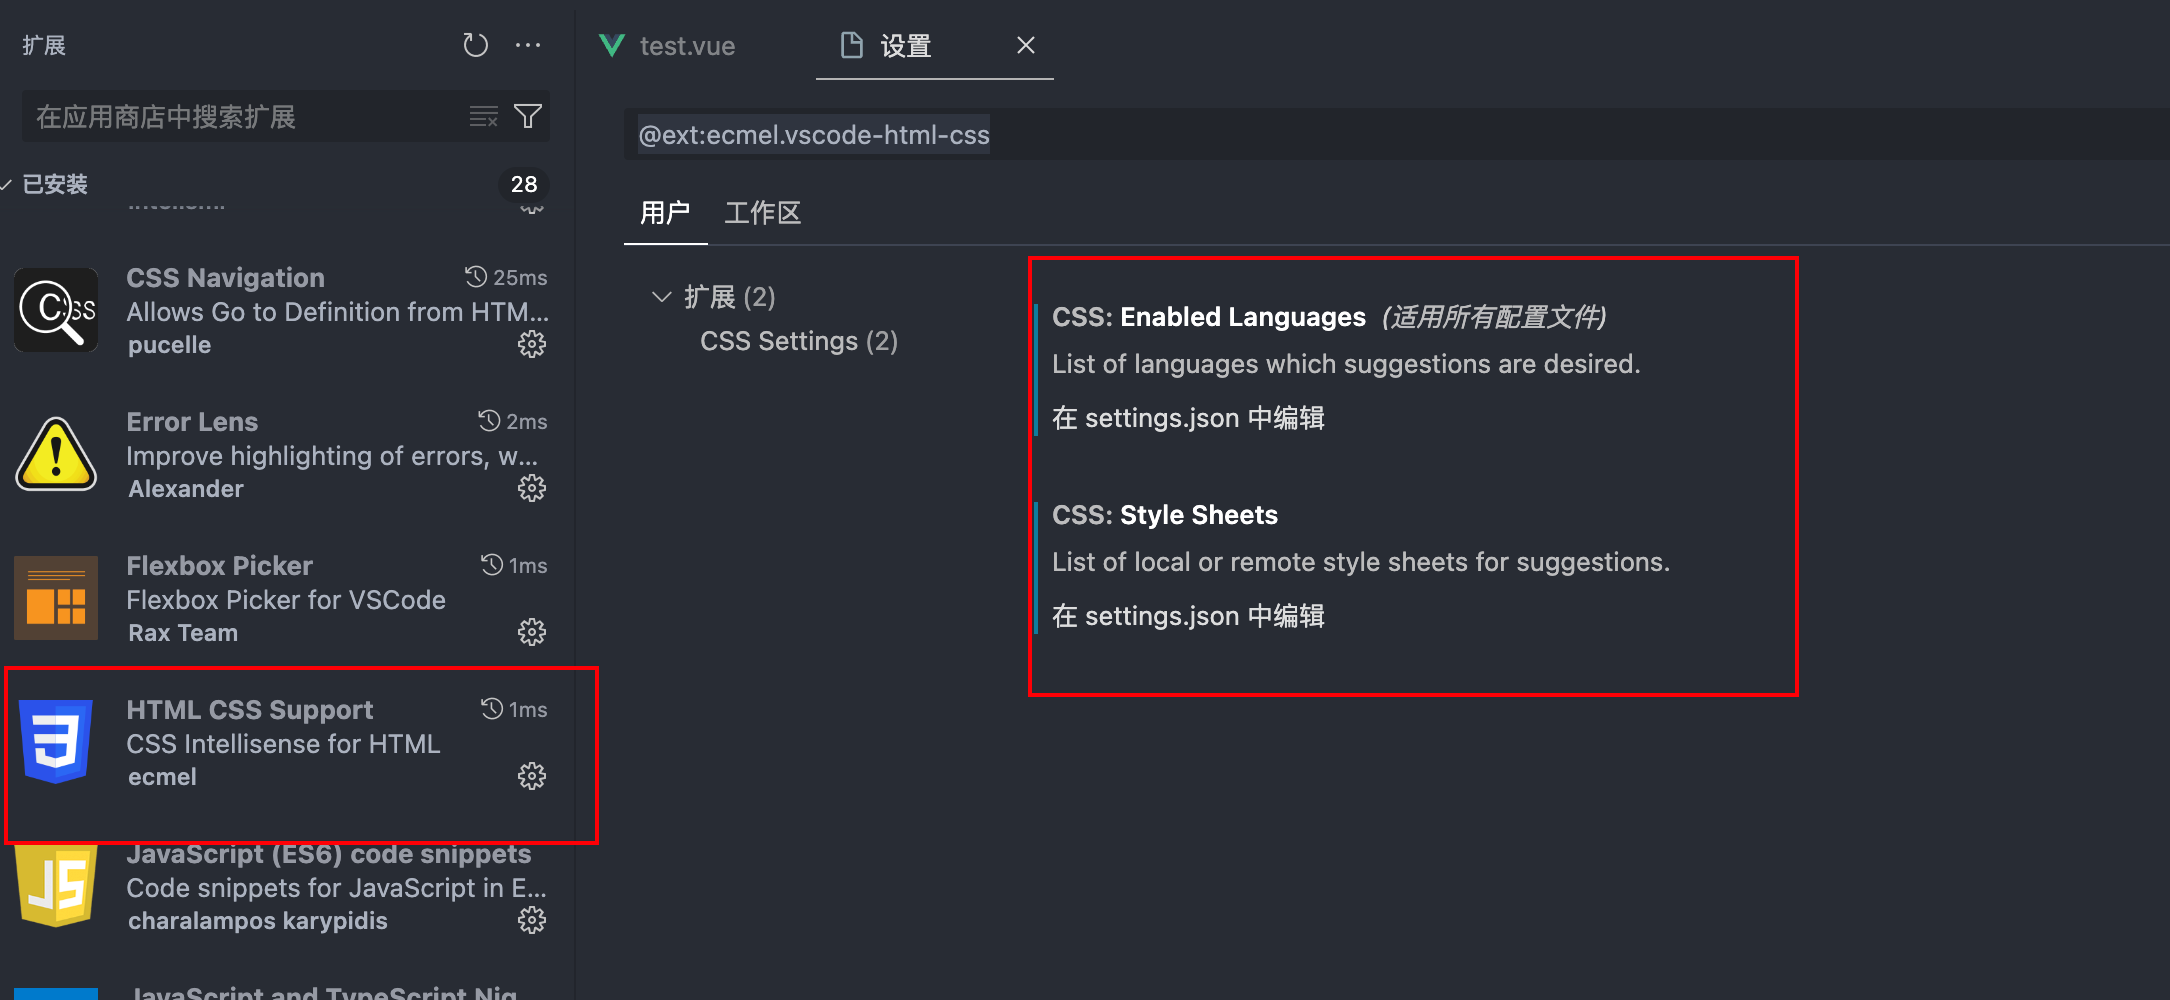 扩展
在应用商店中搜索扩展
已安装
28
CSS Navigation
25ms
Allows Go to Definition from HTM...
pucelle
Error Lens
2ms
Improve highlighting of errors, w...
Alexander
Flexbox Picker
1ms
Flexbox Picker for VSCode
Rax Team
HTML CSS Support
1ms
CSS Intellisense for HTML
ecmel
JavaScript (ES6) code snippets
Code snippets for JavaScript in E...
charalampos karypidis
JavaScript and TypeScript Nig
test.vue
设置
@ext:ecmel.vscode-html-css
用户
工作区
扩展 (2)
CSS Settings (2)
CSS: Enabled Languages (适用所有配置文件)
List of languages which suggestions are desired.
在 settings.json 中编辑
CSS: Style Sheets
List of local or remote style sheets for suggestions.
在 settings.json 中编辑